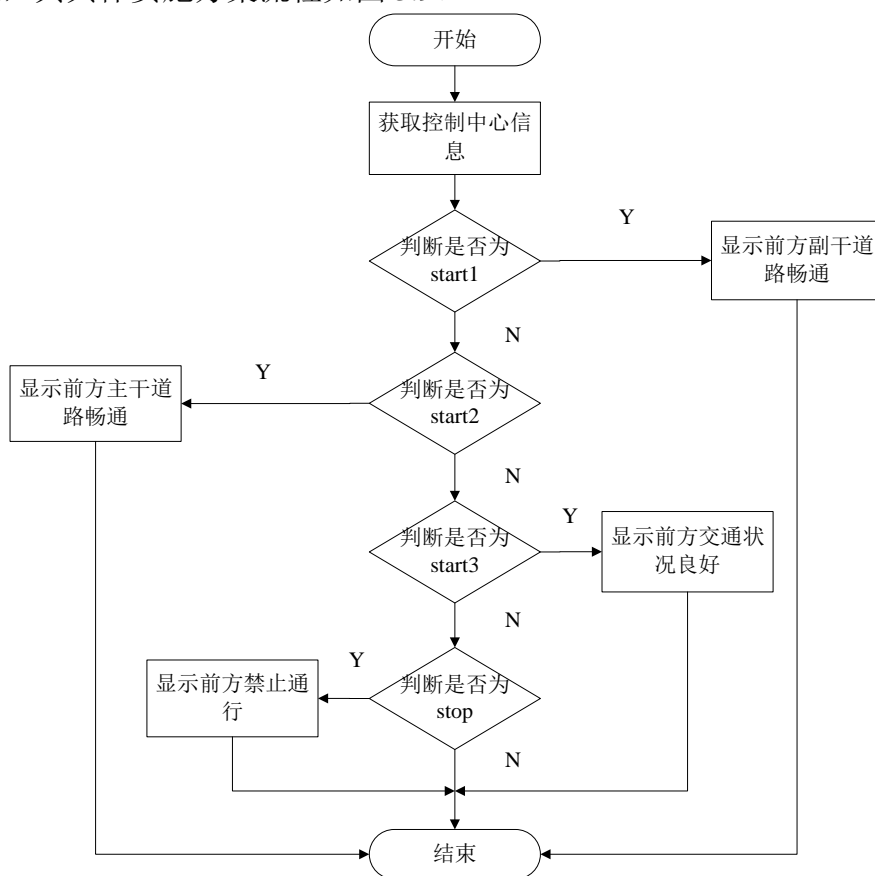 开始
获取控制中心信
息
判断是否为
start1
Y
显示前方副干道
路畅通
N
Y
显示前方主干道
路畅通
判断是否为
start2
N
判断是否为
start3
Y
显示前方交通状
况良好
N
Y
显示前方禁止通
行
判断是否为
stop
N
结束